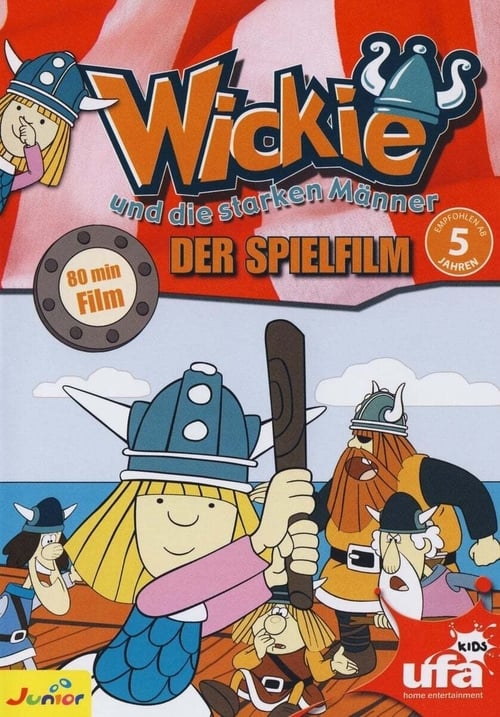 Wickie
und die starken Männer
DER SPIELFILM
EMPFOHLEN AB
5
JAHREN
80 min
Film
Junior
KIDS
ufa
home entertainment